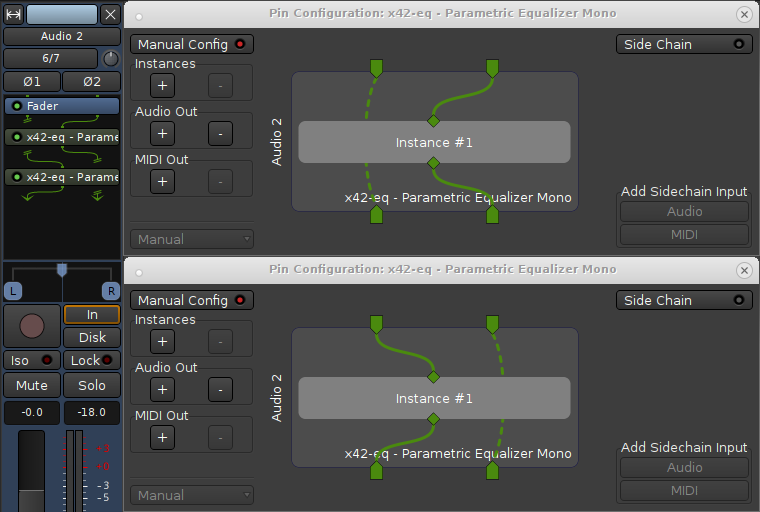 Audio 2
6/7
Ø1
Ø2
Fader
x42-eq - Parame
x42-eq - Parame
L
R
In
Disk
Iso
Lock
Mute
Solo
-0.0
-18.0
+3
+0
-3
-5
Pin Configuration: x42-eq - Parametric Equalizer Mono
Manual Config
Side Chain
Instances
+
-
Audio Out
+
-
MIDI Out
+
-
Manual
Audio 2
Instance #1
x42-eq - Parametric Equalizer Mono
Add Sidechain Input
Audio
MIDI
Pin Configuration: x42-eq - Parametric Equalizer Mono
Manual Config
Side Chain
Instances
+
-
Audio Out
+
-
MIDI Out
+
-
Manual
Audio 2
Instance #1
x42-eq - Parametric Equalizer Mono
Add Sidechain Input
Audio
MIDI